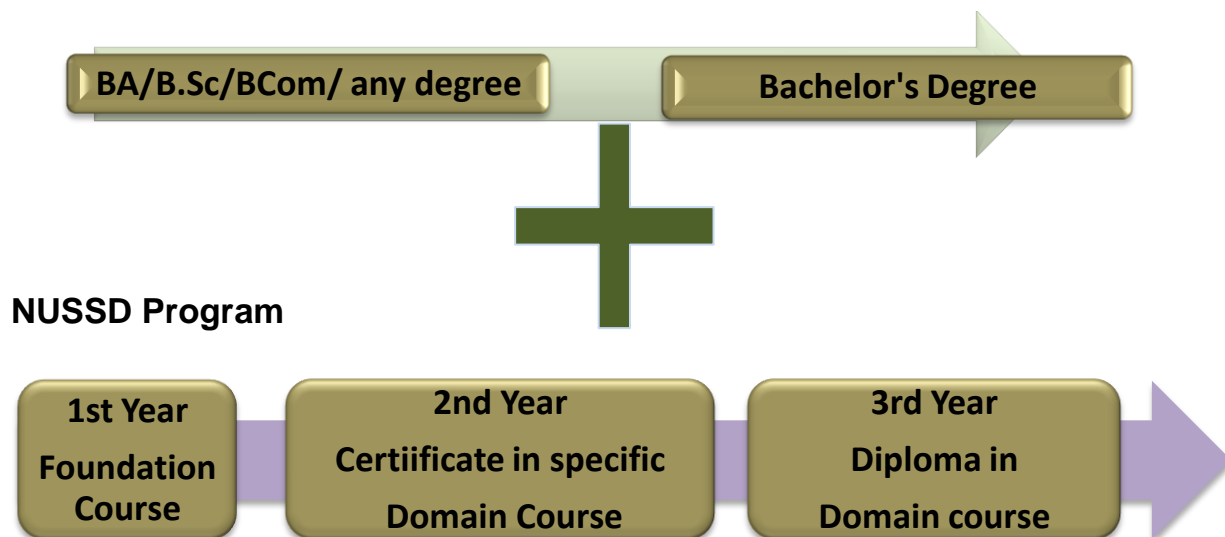 BA/B.Sc/BCom/ any degree
Bachelor's Degree
NUSSD Program
1st Year
Foundation
Course
2nd Year
Certiificate in specific
Domain Course
3rd Year
Diploma in
Domain course